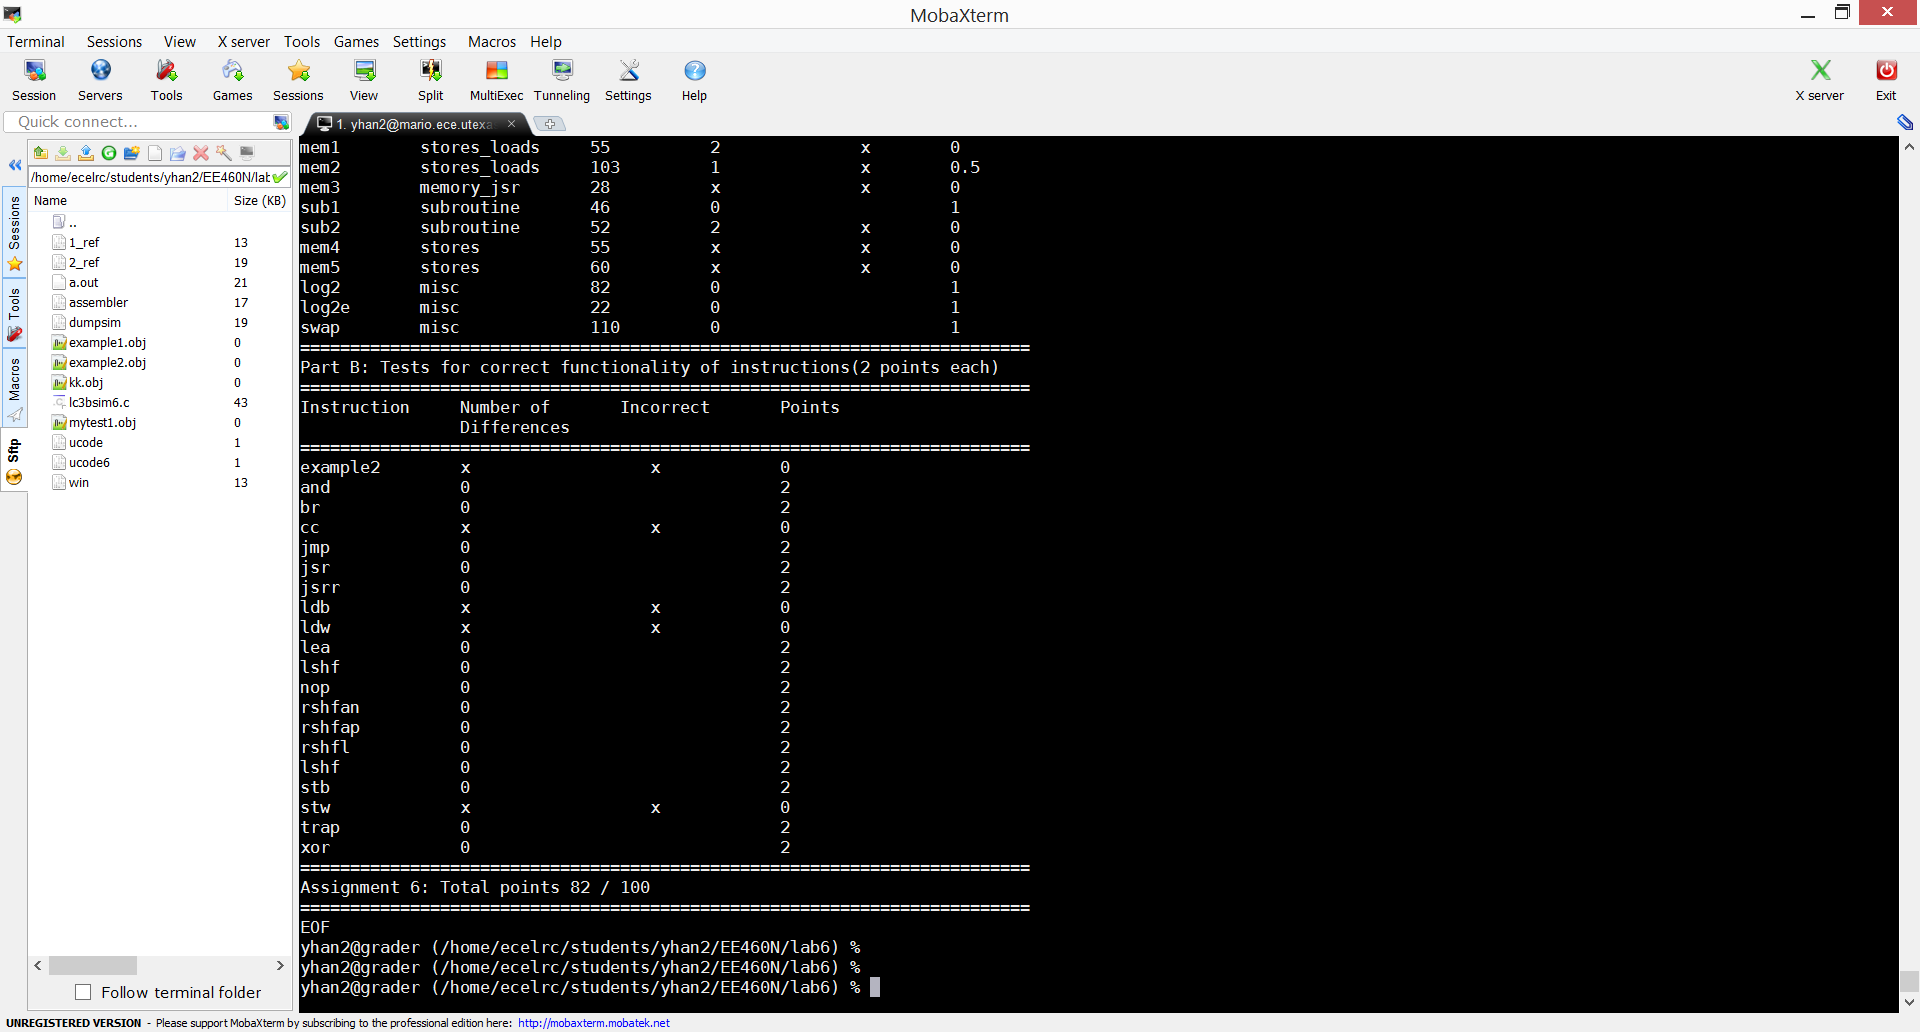 MobaXterm
Terminal Sessions View X server Tools Games Settings Macros Help
Session Servers Tools Games Sessions View Split MultiExec Tunneling Settings Help X server Exit
Quick connect...
1. yhan2@mario.ece.utexa
/home/ecelrc/students/yhan2/EE460N/lab
Name Size (KB)
..
1_ref 13
2_ref 19
a.out 21
assembler 17
dumpsim 19
example1.obj 0
example2.obj 0
kk.obj 0
lc3bsim6.c 43
mytest1.obj 0
ucode 1
ucode6 1
win 13
Sessions
Tools
Macros
Sftp
Follow terminal folder
mem1 stores_loads 55 2 x 0
mem2 stores_loads 103 1 x 0.5
mem3 memory_jsr 28 x x 0
sub1 subroutine 46 0 1
sub2 subroutine 52 2 x 0
mem4 stores 55 x x 0
mem5 stores 60 x x 0
log2 misc 82 0 1
log2e misc 22 0 1
swap misc 110 0 1
=========================================================================
Part B: Tests for correct functionality of instructions(2 points each)
=========================================================================
Instruction Number of Incorrect Points
Differences
=========================================================================
example2 x x 0
and 0 2
br 0 2
cc x x 0
jmp 0 2
jsr 0 2
jsrr 0 2
ldb x x 0
ldw x x 0
lea 0 2
lshf 0 2
nop 0 2
rshfan 0 2
rshfap 0 2
rshfl 0 2
lshf 0 2
stb 0 2
stw x x 0
trap 0 2
xor 0 2
=========================================================================
Assignment 6: Total points 82 / 100
=========================================================================
EOF
yhan2@grader (/home/ecelrc/students/yhan2/EE460N/lab6) %
yhan2@grader (/home/ecelrc/students/yhan2/EE460N/lab6) %
yhan2@grader (/home/ecelrc/students/yhan2/EE460N/lab6) %
UNREGISTERED VERSION - Please support MobaXterm by subscribing to the professional edition here: http://mobaxterm.mobatek.net